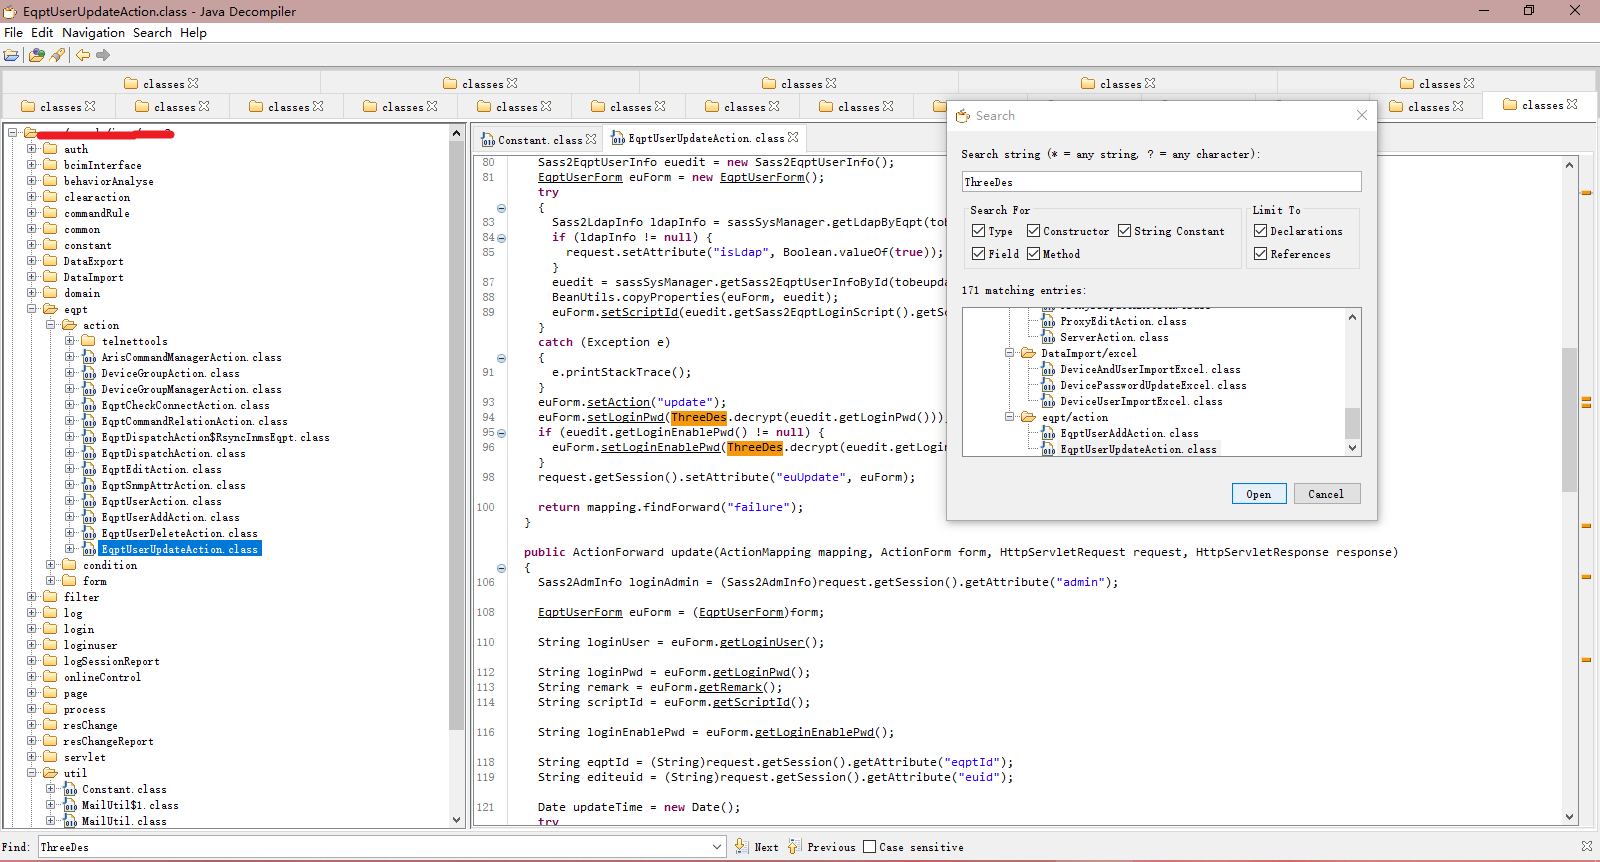 EqptUserUpdateAction.class - Java Decompiler
File Edit Navigation Search Help
classes classes classes classes classes
classes classes classes classes classes classes classes classes classes classes
auth
bcimInterface
behaviorAnalyse
clearaction
commandRule
common
constant
DataExport
DataImport
domain
eqpt
action
telnettools
ArisCommandManagerAction.class
DeviceGroupAction.class
DeviceGroupManagerAction.class
EqptCheckConnectAction.class
EqptCommandRelationAction.class
EqptDispatchAction$RsyncInmsEqpt.class
EqptDispatchAction.class
EqptEditAction.class
EqptSnmpAttrAction.class
EqptUserAction.class
EqptUserAddAction.class
EqptUserDeleteAction.class
EqptUserUpdateAction.class
condition
form
filter
log
login
loginuser
logSessionReport
onlineControl
page
process
resChange
resChangeReport
servlet
util
Constant.class
MailUtil$1.class
MailUtil.class
Constant.class EqptUserUpdateAction.class
80 Sass2EqptUserInfo euedit = new Sass2EqptUserInfo();
81 EqptUserForm euForm = new EqptUserForm();
try
{
83 Sass2LdapInfo ldapInfo = sassSysManager.getLdapByEqpt(tobe
84 if (ldapInfo != null) {
85 request.setAttribute("isLdap", Boolean.valueOf(true));
}
87 euedit = sassSysManager.getSass2EqptUserInfoById(tobeupda
88 BeanUtils.copyProperties(euForm, euedit);
89 euForm.setScriptId(euedit.getSass2EqptLoginScript().getSc
}
catch (Exception e)
{
91 e.printStackTrace();
}
93 euForm.setAction("update");
94 euForm.setLoginPwd(ThreeDes.decrypt(euedit.getLoginPwd()));
95 if (euedit.getLoginEnablePwd() != null) {
96 euForm.setLoginEnablePwd(ThreeDes.decrypt(euedit.getLogin
}
98 request.getSession().setAttribute("euUpdate", euForm);
100 return mapping.findForward("failure");
}
public ActionForward update(ActionMapping mapping, ActionForm form, HttpServletRequest request, HttpServletResponse response)
{
106 Sass2AdmInfo loginAdmin = (Sass2AdmInfo)request.getSession().getAttribute("admin");
108 EqptUserForm euForm = (EqptUserForm)form;
110 String loginUser = euForm.getLoginUser();
112 String loginPwd = euForm.getLoginPwd();
113 String remark = euForm.getRemark();
114 String scriptId = euForm.getScriptId();
116 String loginEnablePwd = euForm.getLoginEnablePwd();
118 String eqptId = (String)request.getSession().getAttribute("eqptId");
119 String editeuid = (String)request.getSession().getAttribute("euid");
121 Date updateTime = new Date();
try
Search
Search string (* = any string, ? = any character):
ThreeDes
Search For
Type Constructor String Constant
Field Method
Limit To
Declarations
References
171 matching entries:
ProxyEditAction.class
ServerAction.class
DataImport/excel
DeviceAndUserImportExcel.class
DevicePasswordUpdateExcel.class
DeviceUserImportExcel.class
eqpt/action
EqptUserAddAction.class
EqptUserUpdateAction.class
Open Cancel
Find: ThreeDes Next Previous Case sensitive